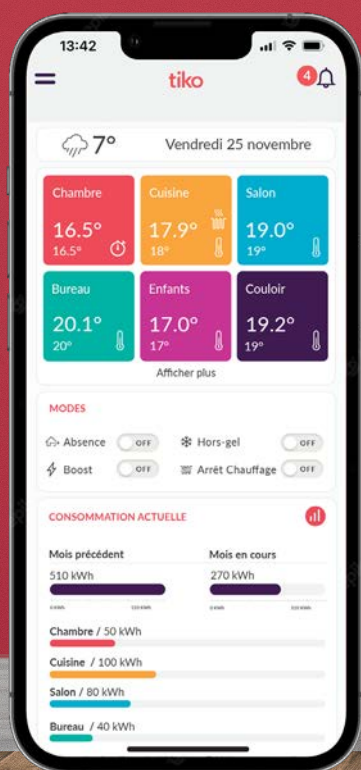 13:42
tiko
4
7° Vendredi 25 novembre
Chambre Cuisine Salon
16.5° 17.9° 19.0°
16.5° 18° 19°
Bureau Enfants Couloir
20.1° 17.0° 19.2°
20° 17° 19°
Afficher plus
MODES
Absence OFF Hors-gel OFF
Boost OFF Arrêt Chauffage OFF
CONSOMMATION ACTUELLE
Mois précédent Mois en cours
510 kWh 270 kWh
Chambre / 50 kWh
Cuisine / 100 kWh
Salon / 80 kWh
Bureau / 40 kWh